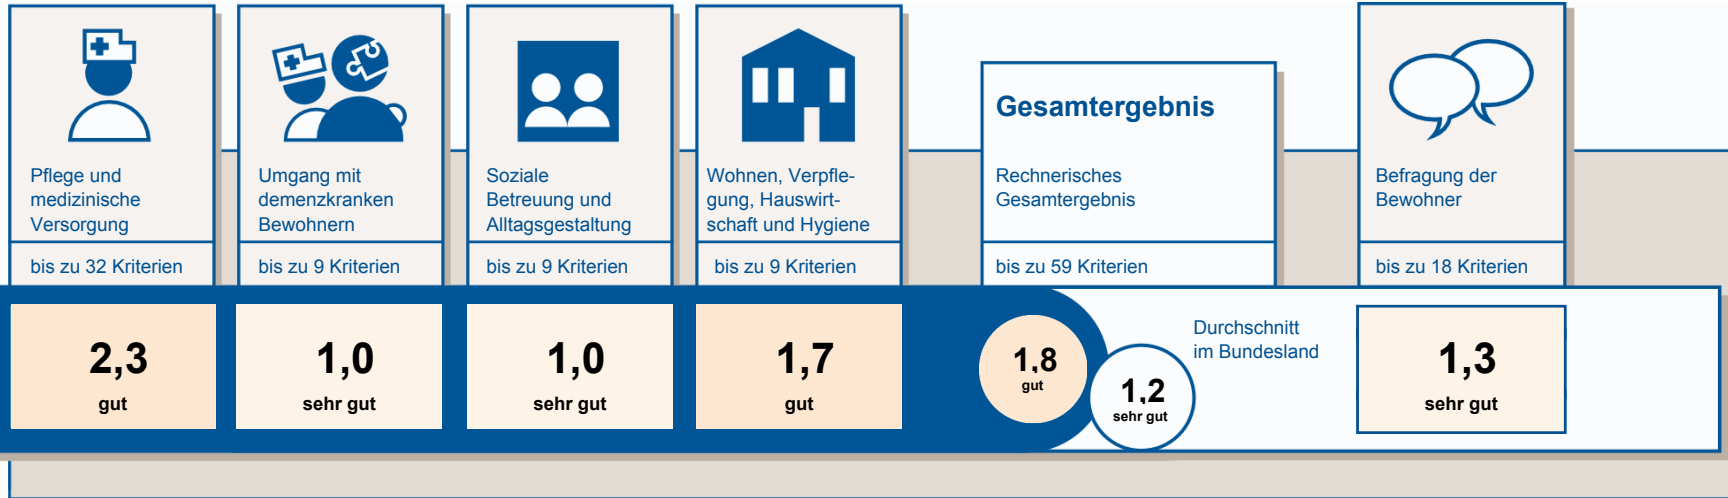 Pflege und
medizinische
Versorgung
bis zu 32 Kriterien
2,3
gut
Umgang mit
demenzkranken
Bewohnern
bis zu 9 Kriterien
1,0
sehr gut
Soziale
Betreuung und
Alltagsgestaltung
bis zu 9 Kriterien
1,0
sehr gut
Wohnen, Verpfle-
gung, Hauswirt-
schaft und Hygiene
bis zu 9 Kriterien
1,7
gut
Gesamtergebnis
Rechnerisches
Gesamtergebnis
bis zu 59 Kriterien
1,8
gut
Durchschnitt
im Bundesland
1,2
sehr gut
Befragung der
Bewohner
bis zu 18 Kriterien
1,3
sehr gut